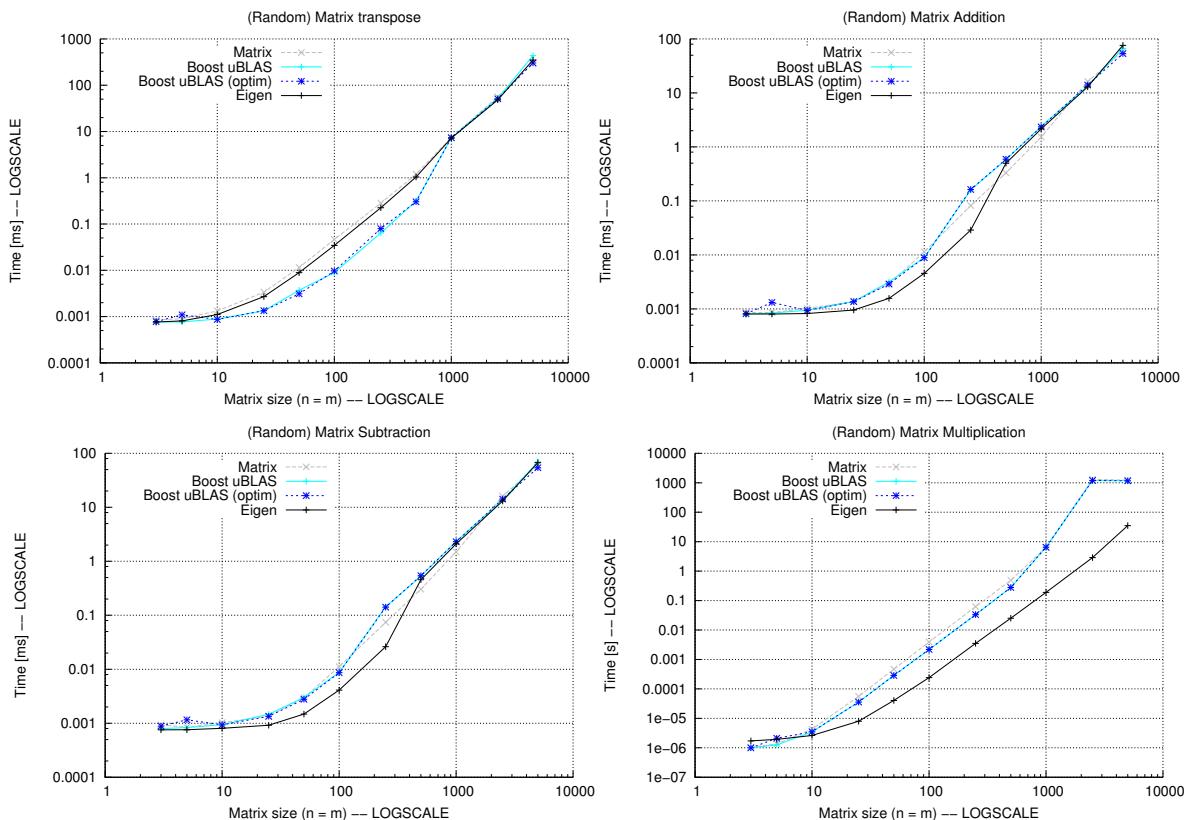 (Random) Matrix transpose
Time [ms] −− LOGSCALE
1000
100
10
1
0.1
0.01
0.001
0.0001
Matrix
Boost uBLAS
Boost uBLAS (optim)
Eigen
1 10 100 1000 10000
Matrix size (n = m) −− LOGSCALE
(Random) Matrix Addition
Time [ms] −− LOGSCALE
100
10
1
0.1
0.01
0.001
0.0001
Matrix
Boost uBLAS
Boost uBLAS (optim)
Eigen
1 10 100 1000 10000
Matrix size (n = m) −− LOGSCALE
(Random) Matrix Subtraction
Time [ms] −− LOGSCALE
100
10
1
0.1
0.01
0.001
0.0001
Matrix
Boost uBLAS
Boost uBLAS (optim)
Eigen
1 10 100 1000 10000
Matrix size (n = m) −− LOGSCALE
(Random) Matrix Multiplication
Time [s] −− LOGSCALE
10000
1000
100
10
1
0.1
0.01
0.001
0.0001
1e−05
1e−06
1e−07
Matrix
Boost uBLAS
Boost uBLAS (optim)
Eigen
1 10 100 1000 10000
Matrix size (n = m) −− LOGSCALE